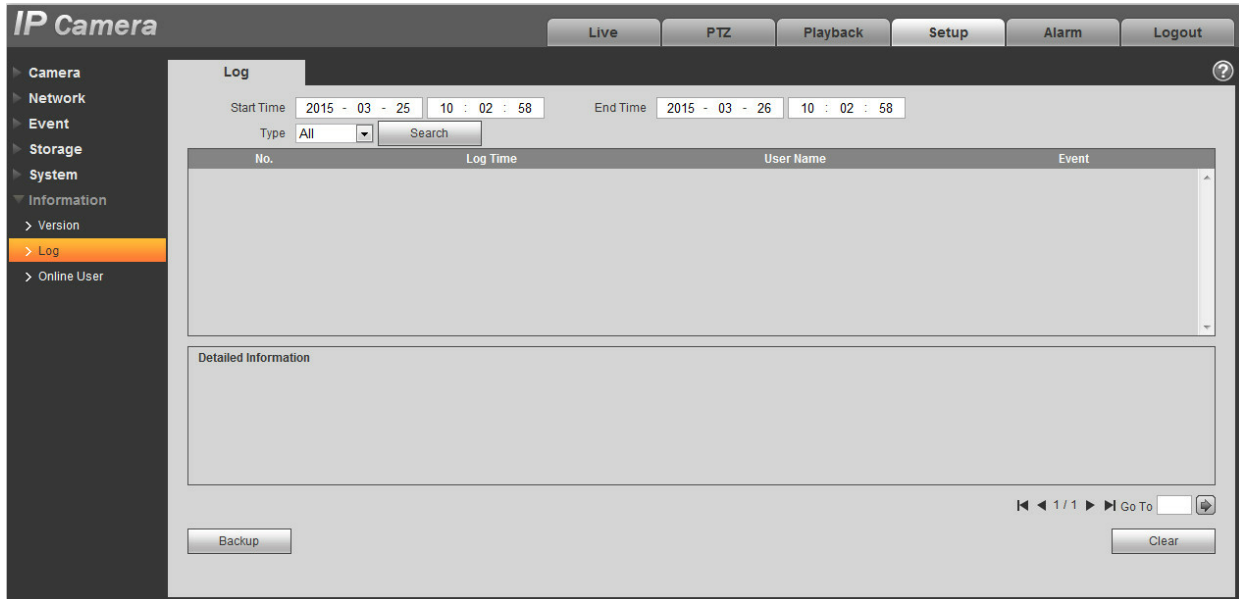 IP Camera
Live PTZ Playback Setup Alarm Logout
Camera
Network
Event
Storage
System
Information
Version
Log
Online User
Log
Start Time 2015 - 03 - 25 10 : 02 : 58 End Time 2015 - 03 - 26 10 : 02 : 58
Type All Search
No. Log Time User Name Event
Detailed Information
1 / 1 Go To
Backup Clear